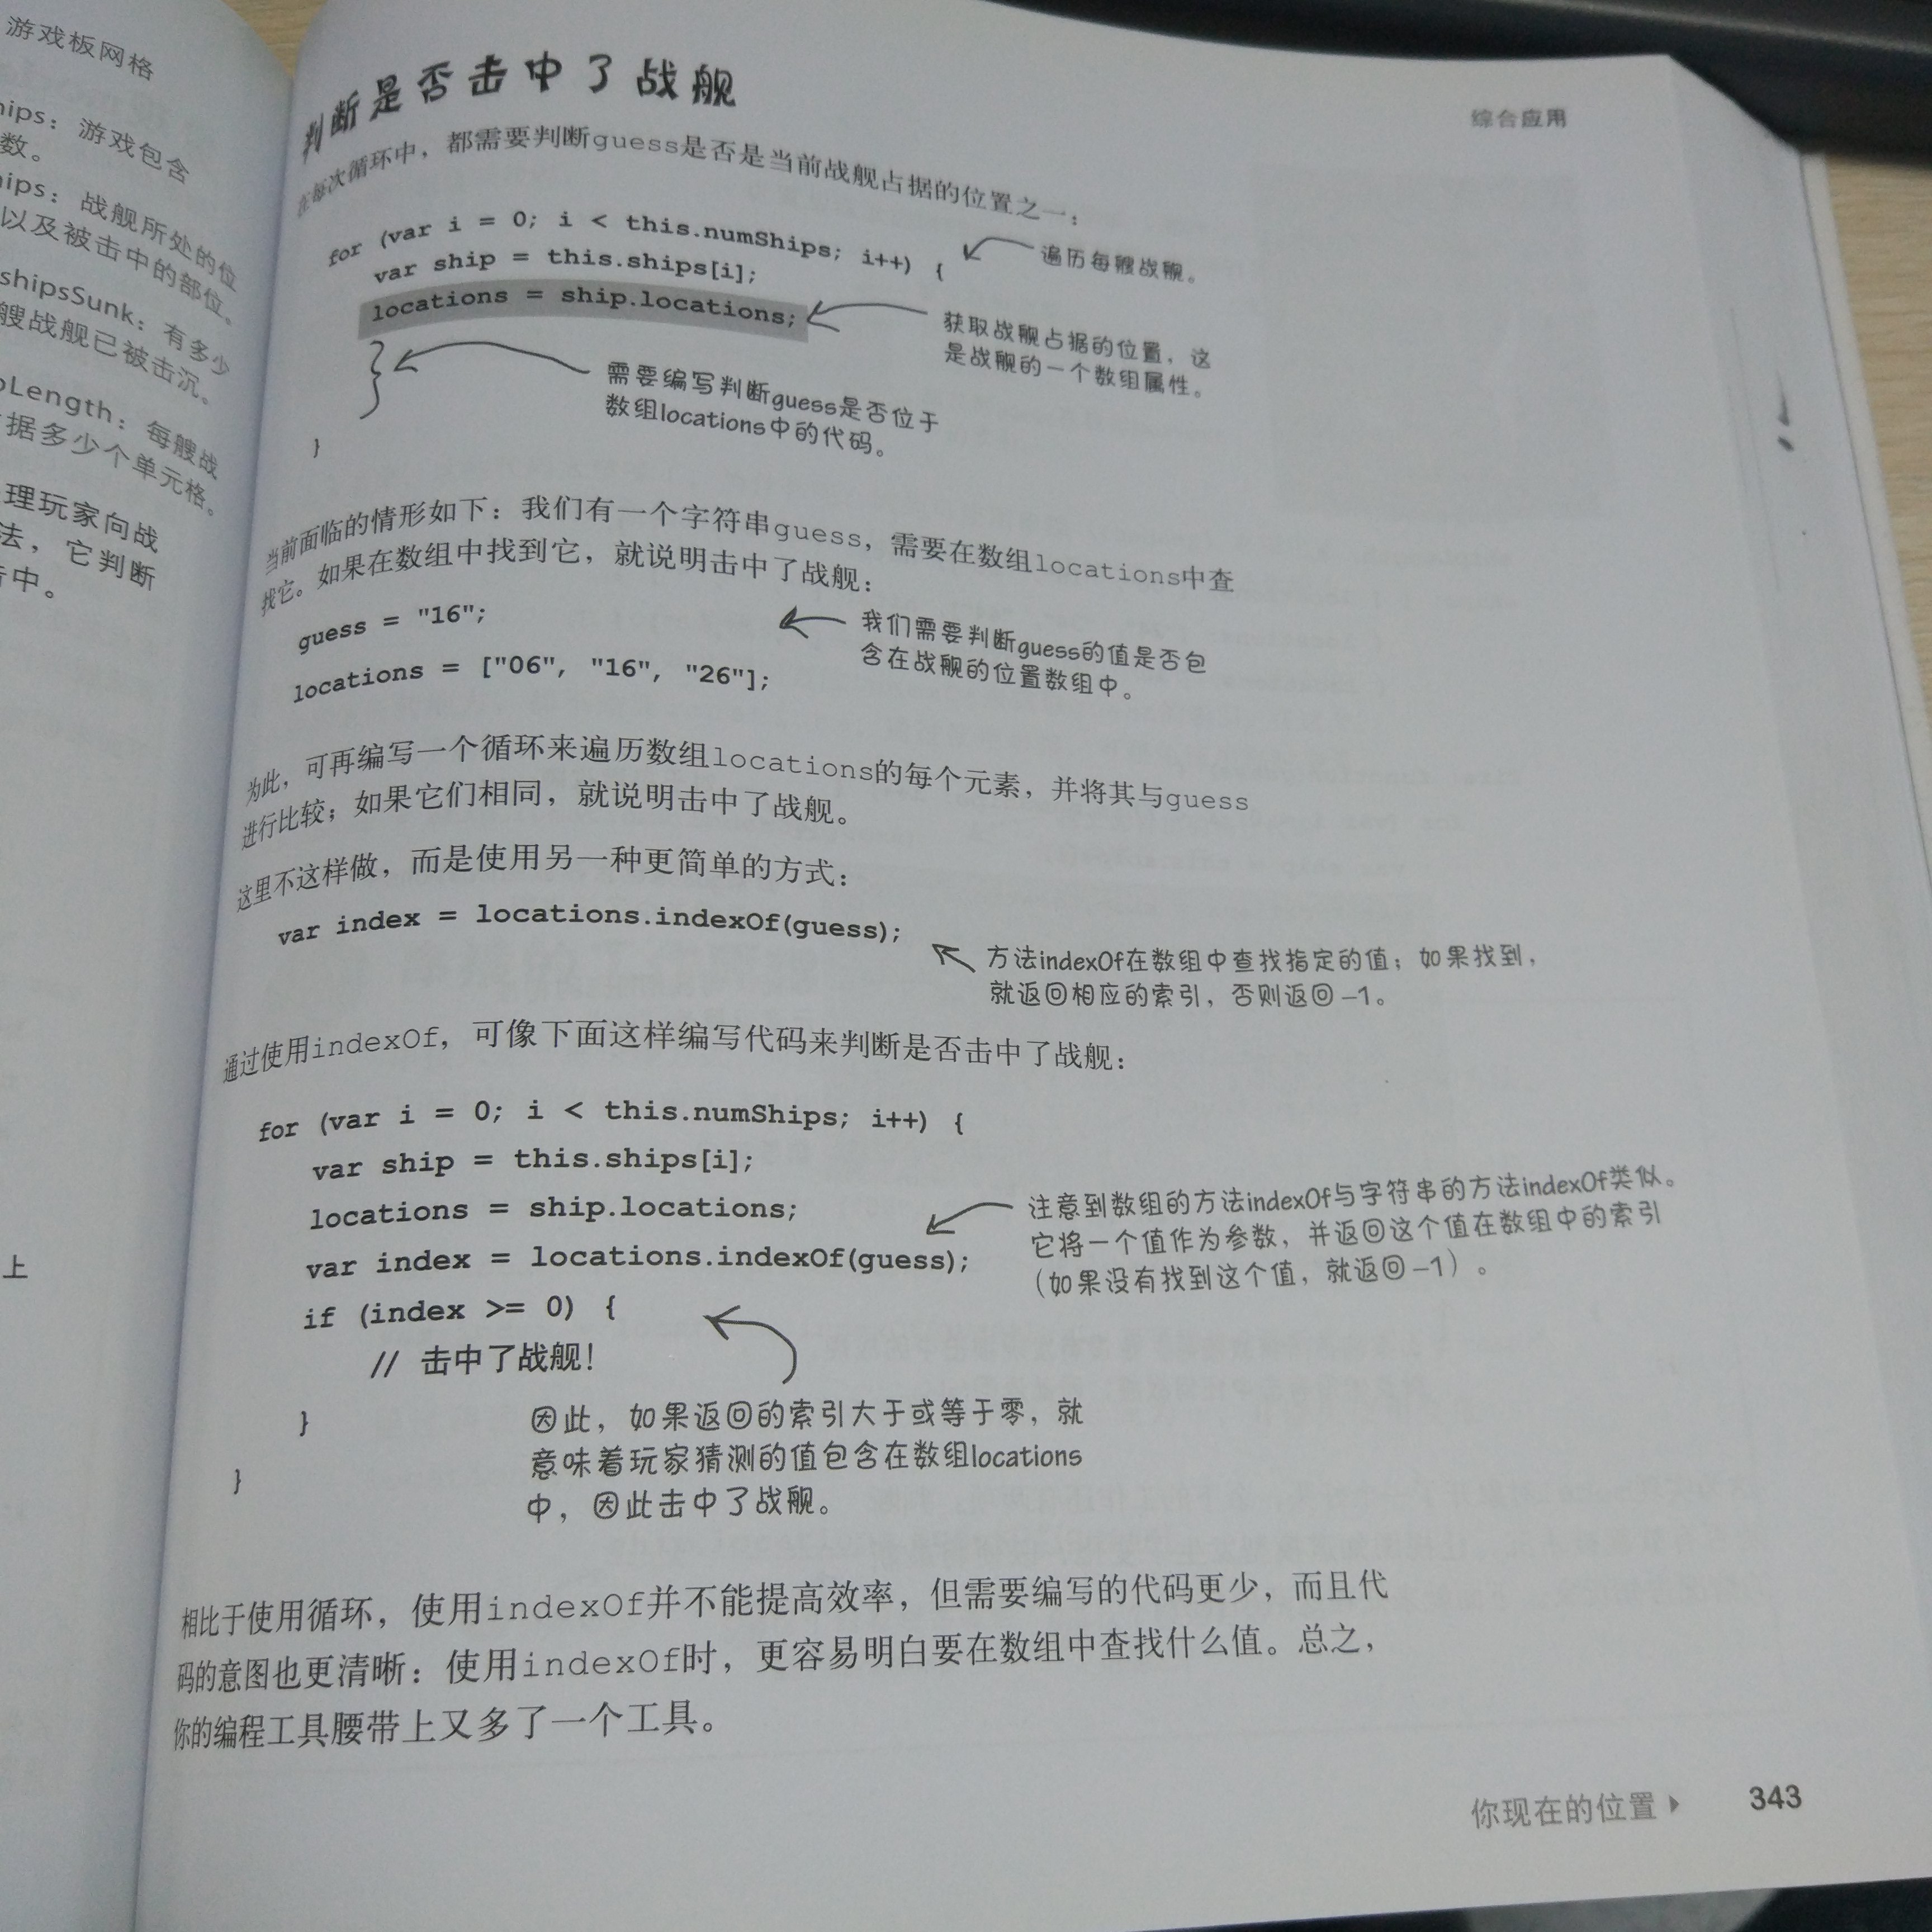 游戏板网格
hips：游戏包含
数。
hips：战舰所处的位
以及被击中的部位。
shipsSunk：有多少
艘战舰已被击沉。
pLength：每艘战
据多少个单元格。
理玩家向战
法，它判断
中。
上
综合应用
判断是否击中了战舰
在每次循环中，都需要判断guess是否是当前战舰占据的位置之一：
for (var i = 0; i < this.numShips; i++) {
遍历每艘战舰。
var ship = this.ships[i];
locations = ship.locations;
获取战舰占据的位置，这
是战舰的一个数组属性。
需要编写判断guess是否位于
数组locations中的代码。
}
当前面临的情形如下：我们有一个字符串guess，需要在数组locations中查
找它。如果在数组中找到它，就说明击中了战舰：
guess = "16";
locations = ["06", "16", "26"];
我们需要判断guess的值是否包
含在战舰的位置数组中。
为此，可再编写一个循环来遍历数组locations的每个元素，并将其与guess
进行比较；如果它们相同，就说明击中了战舰。
这里不这样做，而是使用另一种更简单的方式：
var index = locations.indexOf(guess);
方法indexOf在数组中查找指定的值；如果找到，
就返回相应的索引，否则返回-1。
通过使用indexOf，可像下面这样编写代码来判断是否击中了战舰：
for (var i = 0; i < this.numShips; i++) {
var ship = this.ships[i];
locations = ship.locations;
var index = locations.indexOf(guess);
注意到数组的方法indexOf与字符串的方法indexOf类似。
它将一个值作为参数，并返回这个值在数组中的索引
（如果没有找到这个值，就返回-1）。
if (index >= 0) {
// 击中了战舰！
}
因此，如果返回的索引大于或等于零，就
意味着玩家猜测的值包含在数组locations
中，因此击中了战舰。
}
相比于使用循环，使用indexOf并不能提高效率，但需要编写的代码更少，而且代
码的意图也更清晰：使用indexOf时，更容易明白要在数组中查找什么值。总之，
你的编程工具腰带上又多了一个工具。
你现在的位置 ▸ 343